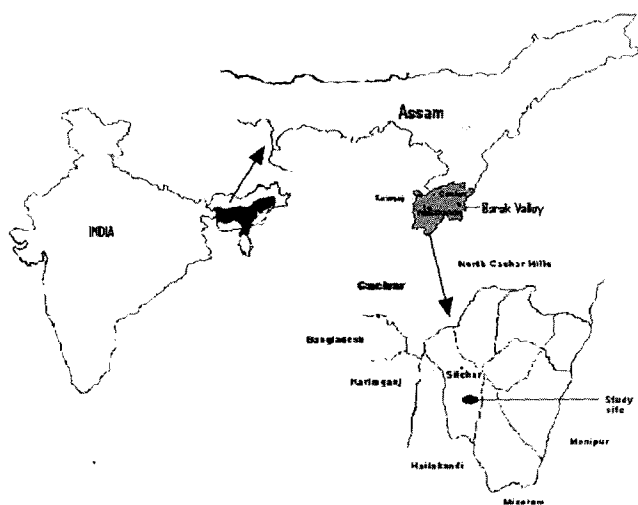 Assam
INDIA
Barak Valley
North Cachar Hills
Cachar
Bangladesh
Karimganj
Silchar
Study
site
Manipur
Hailakandi
Mizoram